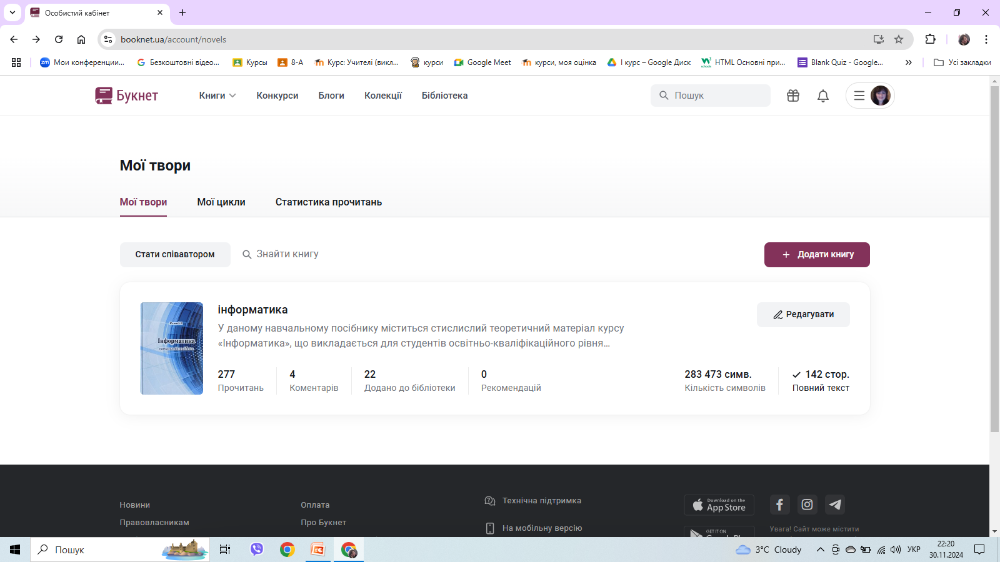 Особистий кабінет
booknet.ua/account/novels
Мои конференции...
Безкоштовні відео...
Курсы
8-А
Курс: Учителі (викл...
курси
Google Meet
курси, моя оцінка
І курс – Google Диск
HTML Основні при...
Blank Quiz - Google...
Усі закладки
Букнет
Книги
Конкурси
Блоги
Колекції
Бібліотека
Пошук
Мої твори
Мої твори
Мої цикли
Статистика прочитань
Стати співавтором
Знайти книгу
+ Додати книгу
Інформатика
інформатика
Редагувати
У даному навчальному посібнику міститься стислислий теоретичний матеріал курсу
«Інформатика», що викладається для студентів освітньо-кваліфікаційного рівня...
277
Прочитань
4
Коментарів
22
Додано до бібліотеки
0
Рекомендацій
283 473 симв.
Кількість символів
142 стор.
Повний текст
Новини
Правовласникам
Оплата
Про Букнет
Технічна підтримка
На мобільну версію
Download on the
App Store
GET IT ON
Увага! Сайт може містити
Пошук
3°C Cloudy
УКР
22:20
30.11.2024